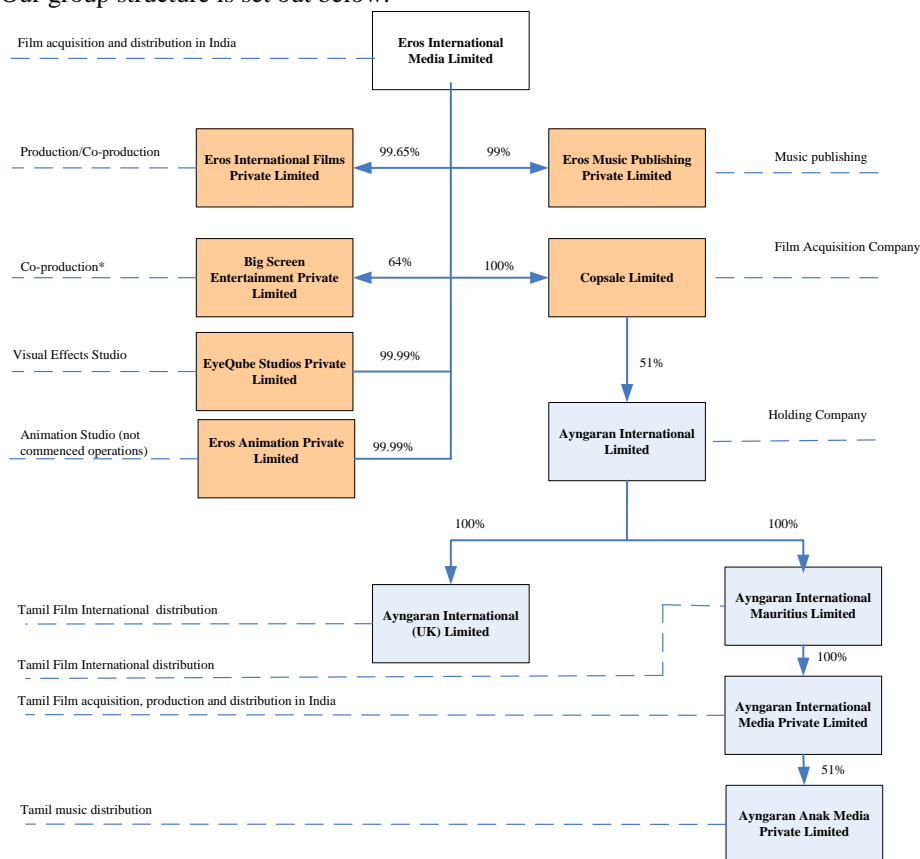 Our group structure is set out below.
Film acquisition and distribution in India
Eros International
Media Limited
Production/Co-production
Eros International Films
Private Limited
99.65%
99%
Eros Music Publishing
Private Limited
Music publishing
Co-production*
Big Screen
Entertainment Private
Limited
64%
100%
Copsale Limited
Film Acquisition Company
Visual Effects Studio
EyeQube Studios Private
Limited
99.99%
51%
Animation Studio (not
commenced operations)
Eros Animation Private
Limited
99.99%
Ayngaran International
Limited
Holding Company
100%
100%
Tamil Film International distribution
Ayngaran International
(UK) Limited
Ayngaran International
Mauritius Limited
Tamil Film International distribution
100%
Tamil Film acquisition, production and distribution in India
Ayngaran International
Media Private Limited
51%
Tamil music distribution
Ayngran Anak Media
Private Limited